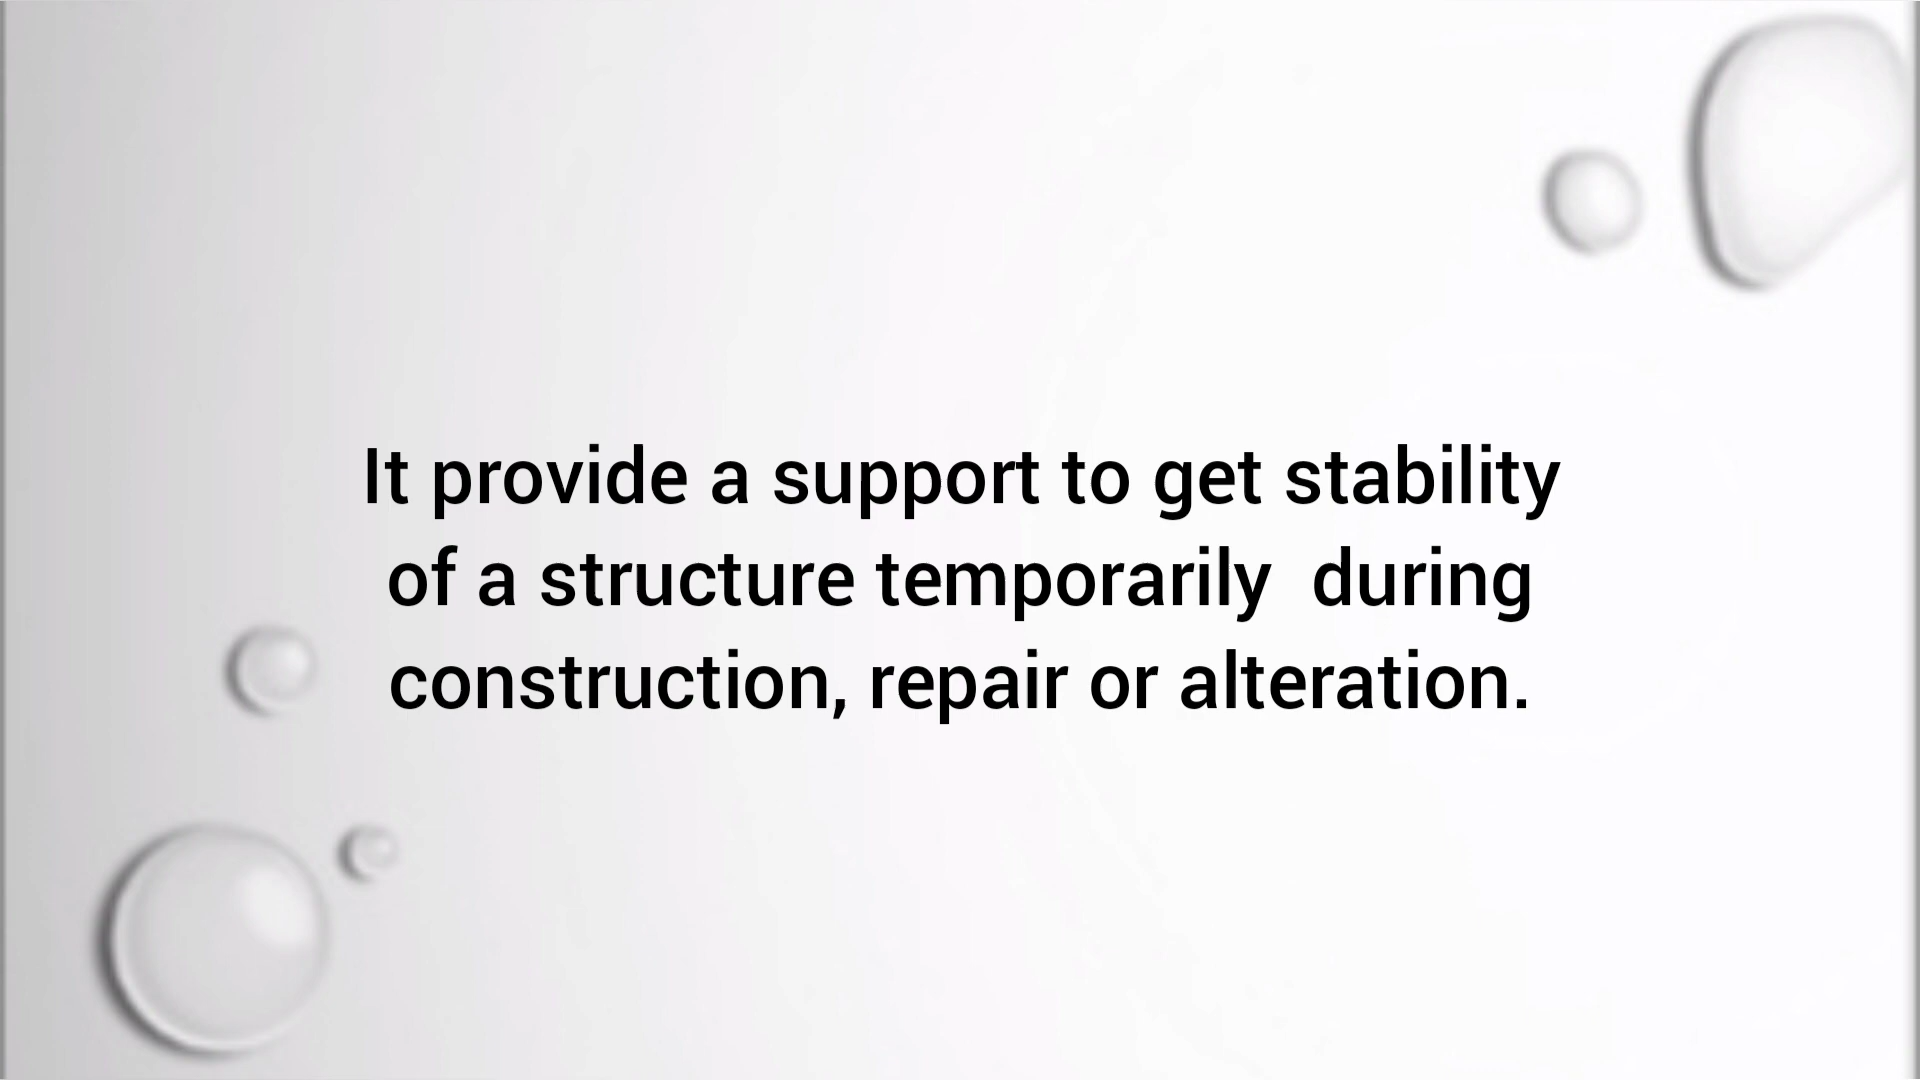 It provide a support to get stability
of a structure temporarily  during
construction, repair or alteration.